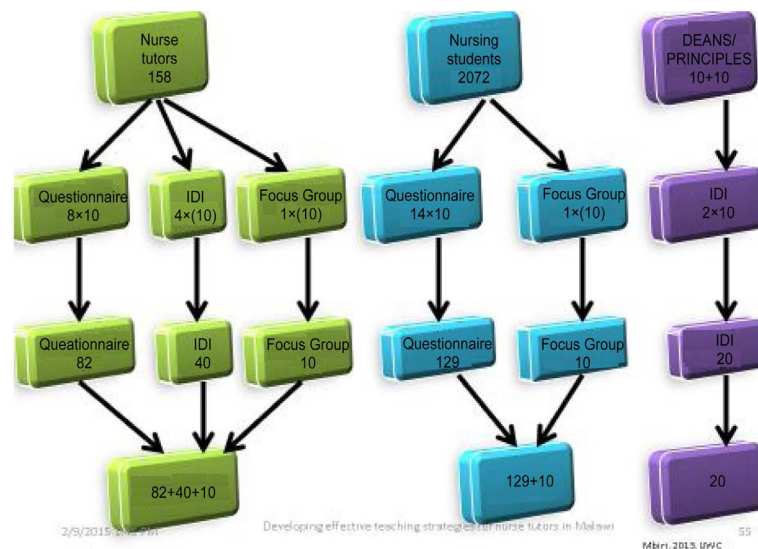 Nurse
tutors
158
Nursing
students
2072
DEANS/
PRINCIPLES
10+10
Questionnaire
8×10
IDI
4×(10)
Focus Group
1×(10)
Questionnaire
14×10
Focus Group
1×(10)
IDI
2×10
Queationnaire
82
IDI
40
Focus Group
10
Questionnaire
129
Focus Group
10
IDI
20
82+40+10
129+10
20
2/9/2015
Developing effective teaching strategies for nurse tutors in Malawi
55
Mbiri, 2015, UWC